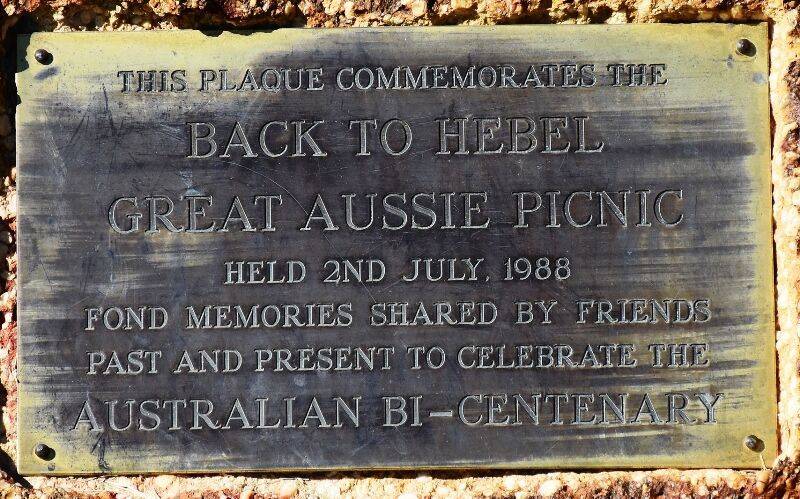 THIS PLAQUE COMMEMORATES THE
BACK TO HEBEL
GREAT AUSSIE PICNIC
HELD 2ND JULY, 1988
FOND MEMORIES SHARED BY FRIENDS
PAST AND PRESENT TO CELEBRATE THE
AUSTRALIAN BI-CENTENARY